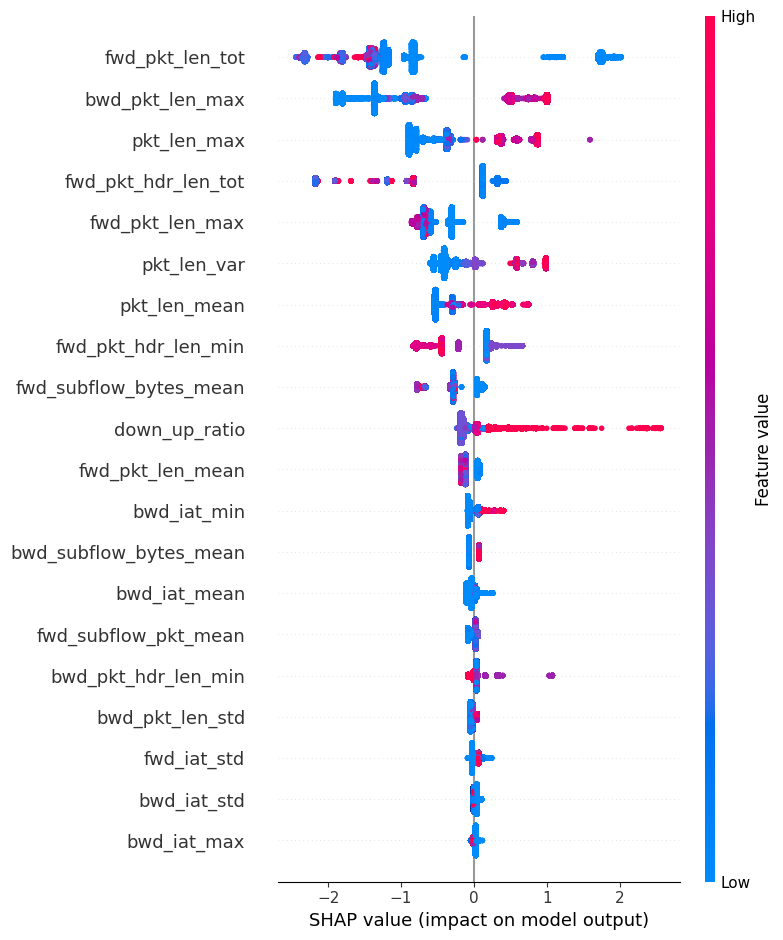 High
fwd_pkt_len_tot
bwd_pkt_len_max
pkt_len_max
fwd_pkt_hdr_len_tot
fwd_pkt_len_max
pkt_len_var
pkt_len_mean
fwd_pkt_hdr_len_min
fwd_subflow_bytes_mean
down_up_ratio
fwd_pkt_len_mean
bwd_iat_min
bwd_subflow_bytes_mean
bwd_iat_mean
fwd_subflow_pkt_mean
bwd_pkt_hdr_len_min
bwd_pkt_len_std
fwd_iat_std
bwd_iat_std
bwd_iat_max
Feature value
Low
−2 −1 0 1 2
SHAP value (impact on model output)